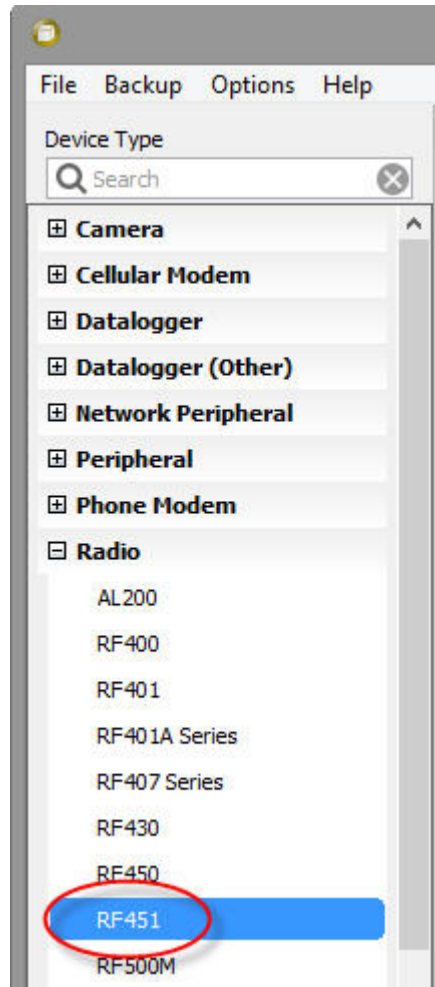 File Backup Options Help
Device Type
Search
Camera
Cellular Modem
Datalogger
Datalogger (Other)
Network Peripheral
Peripheral
Phone Modem
Radio
AL200
RF400
RF401
RF401A Series
RF407 Series
RF430
RF450
RF451
RF500M